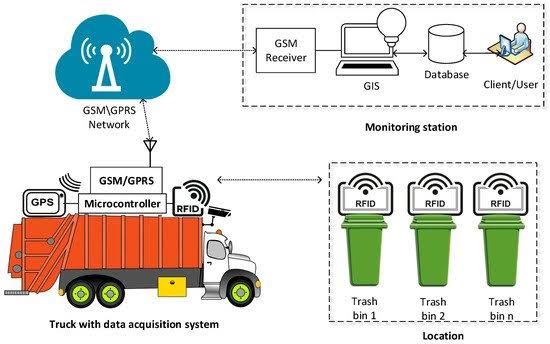 GSM
Receiver
GIS
Database
Client/User
Monitoring station
GSM\GPRS
Network
GSM/GPRS
Microcontroller
GPS
RFID
Truck with data acquisition system
RFID
RFID
RFID
Trash
bin 1
Trash
bin 2
Trash
bin n
Location